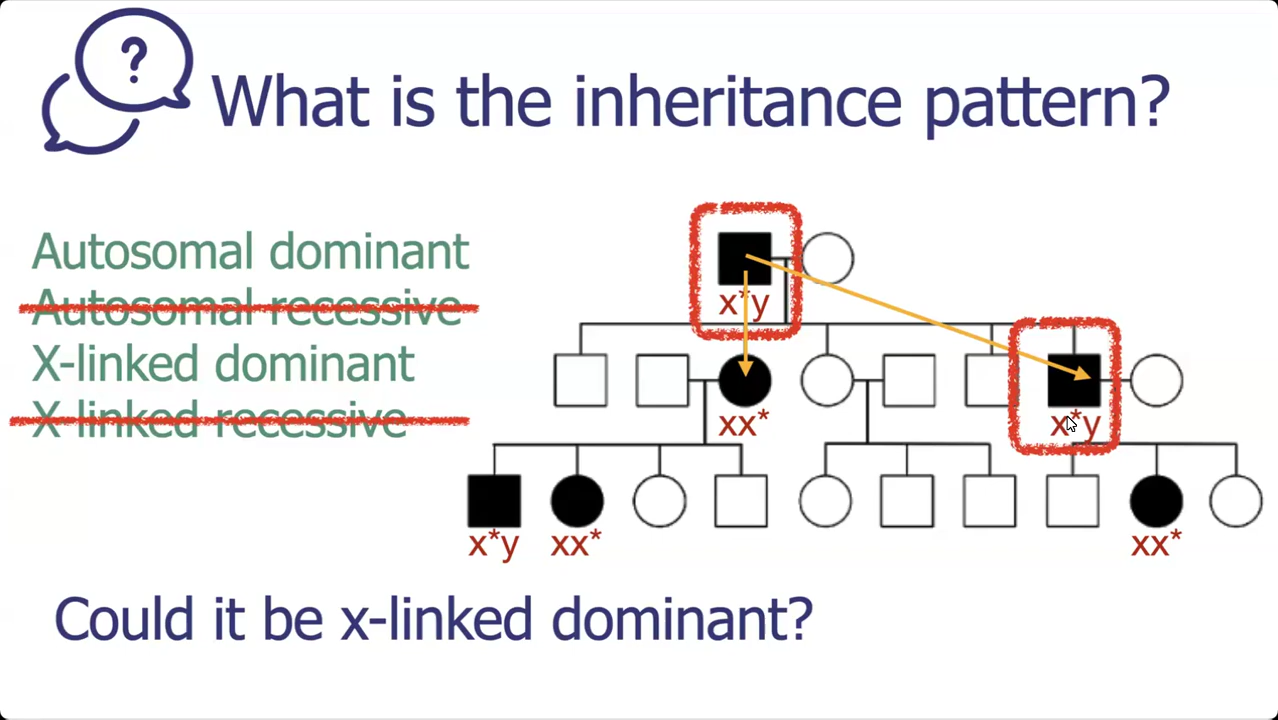 ?
What is the inheritance pattern?
Autosomal dominant
Autosomal recessive
X-linked dominant
X-linked recessive
x*y
xx*
x*y
x*y
xx*
xx*
Could it be x-linked dominant?